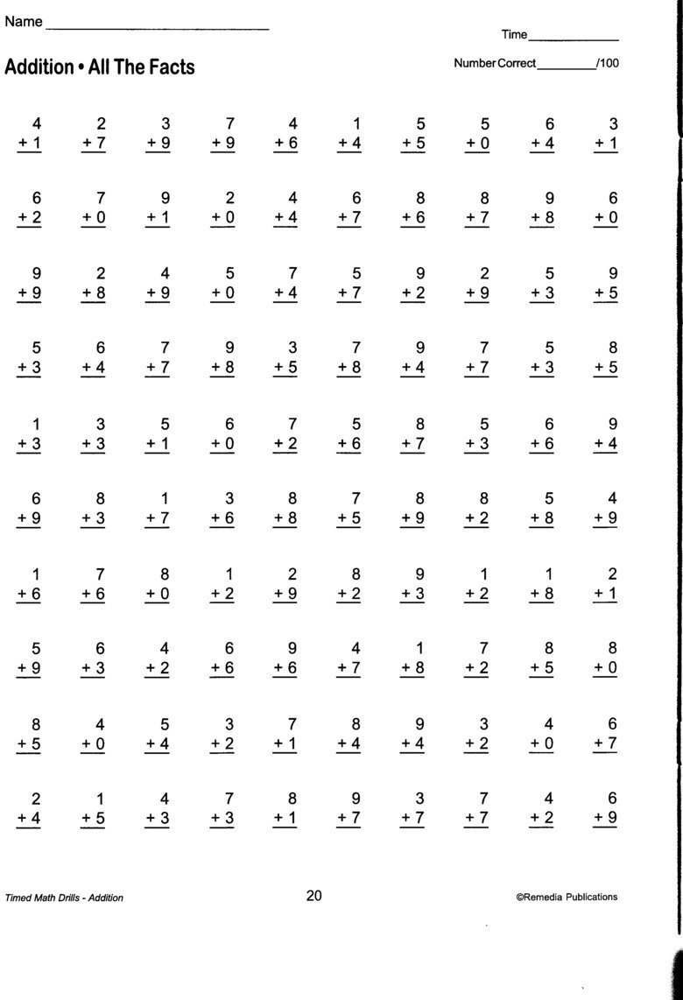 Name
Time
Addition • All The Facts
Number Correct /100
4 2 3 7 4 1 5 5 6 3
+ 1 + 7 + 9 + 9 + 6 + 4 + 5 + 0 + 4 + 1
6 7 9 2 4 6 8 8 9 6
+ 2 + 0 + 1 + 0 + 4 + 7 + 6 + 7 + 8 + 0
9 2 4 5 7 5 9 2 5 9
+ 9 + 8 + 9 + 0 + 4 + 7 + 2 + 9 + 3 + 5
5 6 7 9 3 7 9 7 5 8
+ 3 + 4 + 7 + 8 + 5 + 8 + 4 + 7 + 3 + 5
1 3 5 6 7 5 8 5 6 9
+ 3 + 3 + 1 + 0 + 2 + 6 + 7 + 3 + 6 + 4
6 8 1 3 8 7 8 8 5 4
+ 9 + 3 + 7 + 6 + 8 + 5 + 9 + 2 + 8 + 9
1 7 8 1 2 8 9 1 1 2
+ 6 + 6 + 0 + 2 + 9 + 2 + 3 + 2 + 8 + 1
5 6 4 6 9 4 1 7 8 8
+ 9 + 3 + 2 + 6 + 6 + 7 + 8 + 2 + 5 + 0
8 4 5 3 7 8 9 3 4 6
+ 5 + 0 + 4 + 2 + 1 + 4 + 4 + 2 + 0 + 7
2 1 4 7 8 9 3 7 4 6
+ 4 + 5 + 3 + 3 + 1 + 7 + 7 + 7 + 2 + 9
Timed Math Drills - Addition 20 ©Remedia Publications